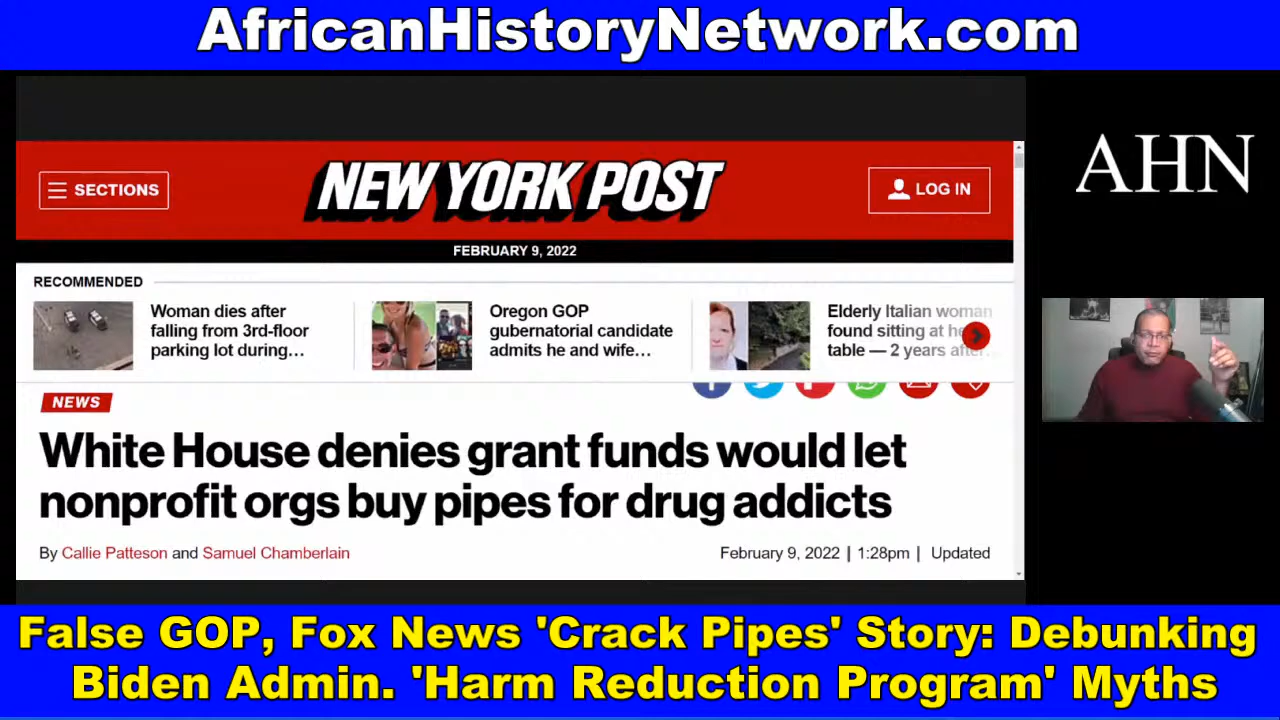 AfricanHistoryNetwork.com
AHN
SECTIONS
NEW YORK POST
LOG IN
FEBRUARY 9, 2022
RECOMMENDED
Woman dies after
falling from 3rd-floor
parking lot during...
Oregon GOP
gubernatorial candidate
admits he and wife...
Elderly Italian woman
found sitting at
table — 2 years
NEWS
White House denies grant funds would let
nonprofit orgs buy pipes for drug addicts
By Callie Patteson and Samuel Chamberlain
February 9, 2022 | 1:28pm | Updated
False GOP, Fox News 'Crack Pipes' Story: Debunking
Biden Admin. 'Harm Reduction Program' Myths